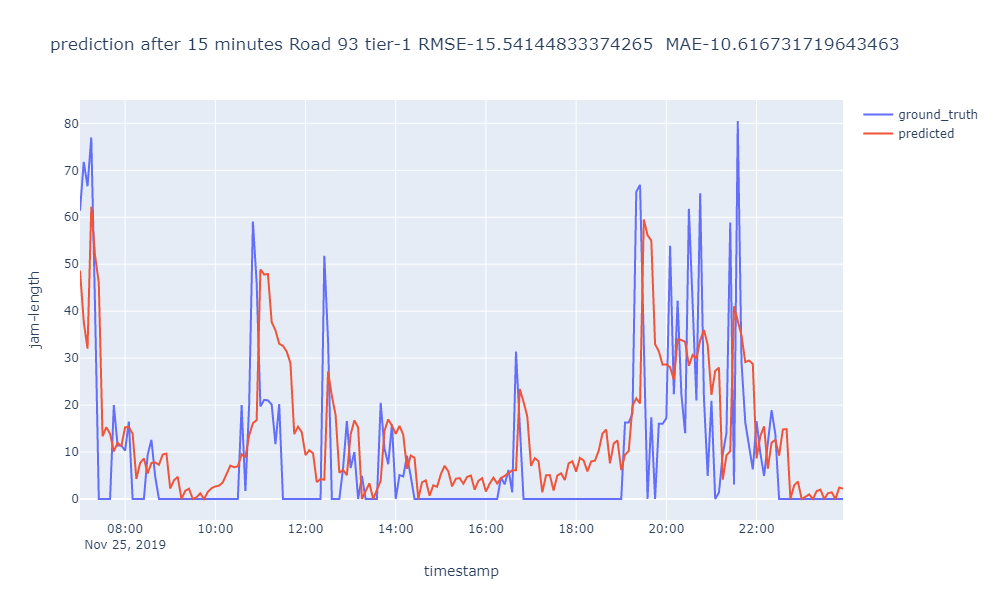 prediction after 15 minutes Road 93 tier-1 RMSE-15.54144833374265  MAE-10.616731719643463
ground_truth
predicted
80
70
60
50
40
30
20
10
0
jam-length
08:00 10:00 12:00 14:00 16:00 18:00 20:00 22:00
Nov 25, 2019
timestamp